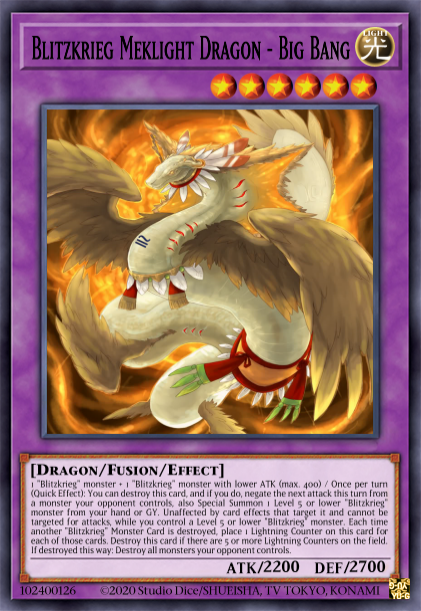 BLITZKRIEG MEKLIGHT DRAGON - BIG BANG
LIGHT
光
[DRAGON/FUSION/EFFECT]
1 "Blitzkrieg" monster + 1 "Blitzkrieg" monster with lower ATK (max. 400) / Once per turn
(Quick Effect): You can destroy this card, and if you do, negate the next attack this turn from
a monster your opponent controls, also Special Summon 1 Level 5 or lower "Blitzkrieg"
monster from your hand or GY. Unaffected by card effects that target it and cannot be
targeted for attacks, while you control a Level 5 or lower "Blitzkrieg" monster. Each time
another "Blitzkrieg" Monster Card is destroyed, place 1 Lightning Counter on this card for
each of those cards. Destroy this card if there are 5 or more Lightning Counters on the field.
If destroyed this way: Destroy all monsters your opponent controls.
ATK/2200 DEF/2700
102400126 ©2020 Studio Dice/SHUEISHA, TV TOKYO, KONAMI